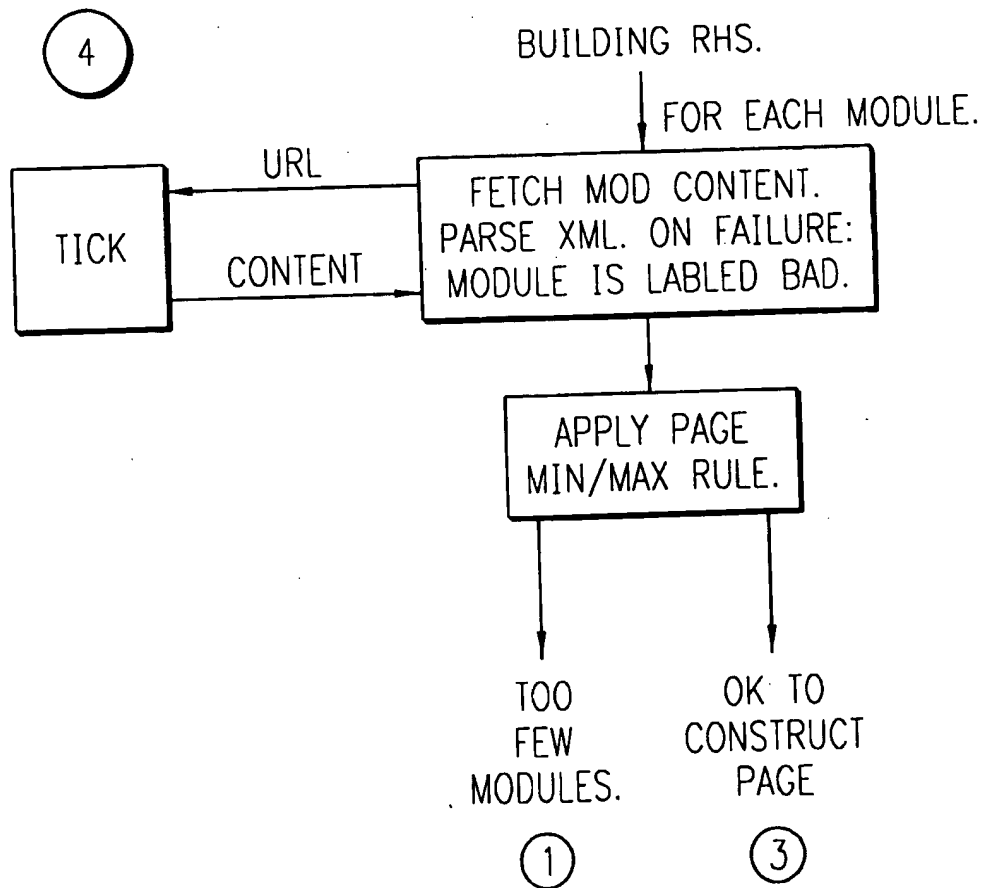 4
BUILDING RHS.
FOR EACH MODULE.
URL
FETCH MOD CONTENT.
PARSE XML. ON FAILURE:
MODULE IS LABLED BAD.
TICK
CONTENT
APPLY PAGE
MIN/MAX RULE.
TOO
FEW
MODULES.
1
OK TO
CONSTRUCT
PAGE
3